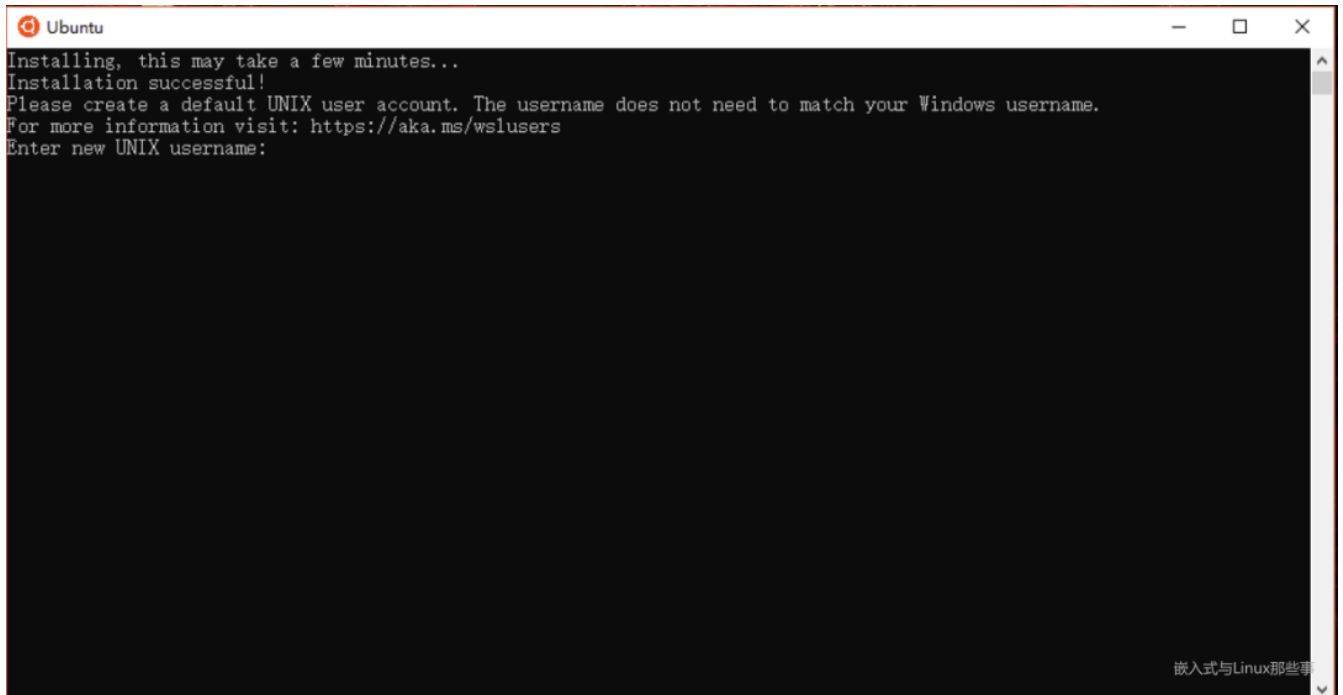 Ubuntu
Installing, this may take a few minutes...
Installation successful!
Please create a default UNIX user account. The username does not need to match your Windows username.
For more information visit: https://aka.ms/wslusers
Enter new UNIX username:
嵌入式与Linux那些事